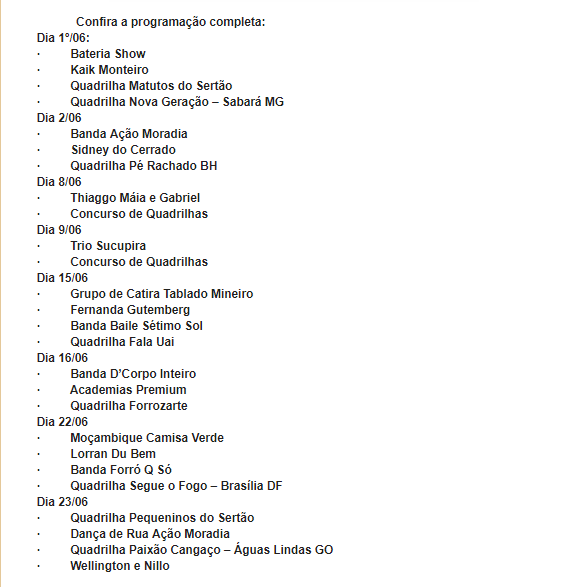 Confira a programação completa:
Dia 1º/06:
· Bateria Show
· Kaik Monteiro
· Quadrilha Matutos do Sertão
· Quadrilha Nova Geração – Sabará MG
Dia 2/06
· Banda Ação Moradia
· Sidney do Cerrado
· Quadrilha Pé Rachado BH
Dia 8/06
· Thiaggo Máia e Gabriel
· Concurso de Quadrilhas
Dia 9/06
· Trio Sucupira
· Concurso de Quadrilhas
Dia 15/06
· Grupo de Catira Tablado Mineiro
· Fernanda Gutemberg
· Banda Baile Sétimo Sol
· Quadrilha Fala Uai
Dia 16/06
· Banda D’Corpo Inteiro
· Academias Premium
· Quadrilha Forrozarte
Dia 22/06
· Moçambique Camisa Verde
· Lorran Du Bem
· Banda Forró Q Só
· Quadrilha Segue o Fogo – Brasília DF
Dia 23/06
· Quadrilha Pequeninos do Sertão
· Dança de Rua Ação Moradia
· Quadrilha Paixão Cangaço – Águas Lindas GO
· Wellington e Nillo